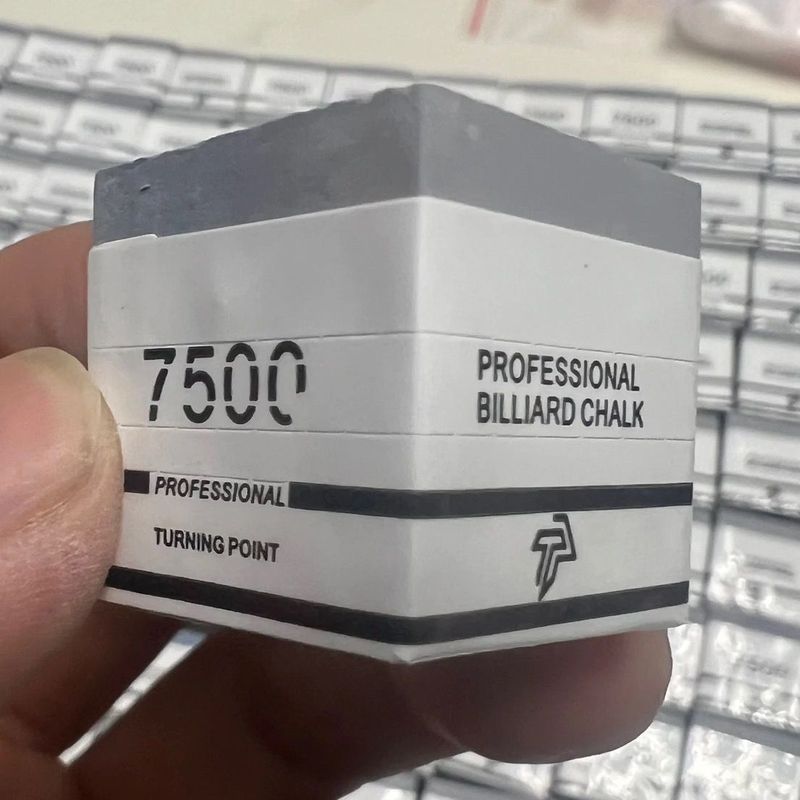 7500
PROFESSIONAL
TURNING POINT
PROFESSIONAL
BILLIARD CHALK